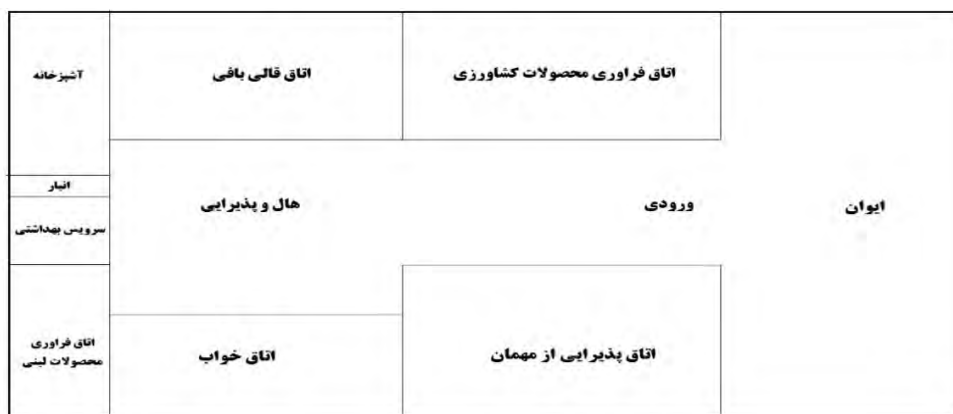 اتاق فراوری محصولات کشاورزی
اتاق قالی بافی
آشپزخانه
ایوان
ورودی
هال و پذیرایی
انبار
سرویس بهداشتی
اتاق پذیرایی از مهمان
اتاق خواب
اتاق فراوری
محصولات لبنی